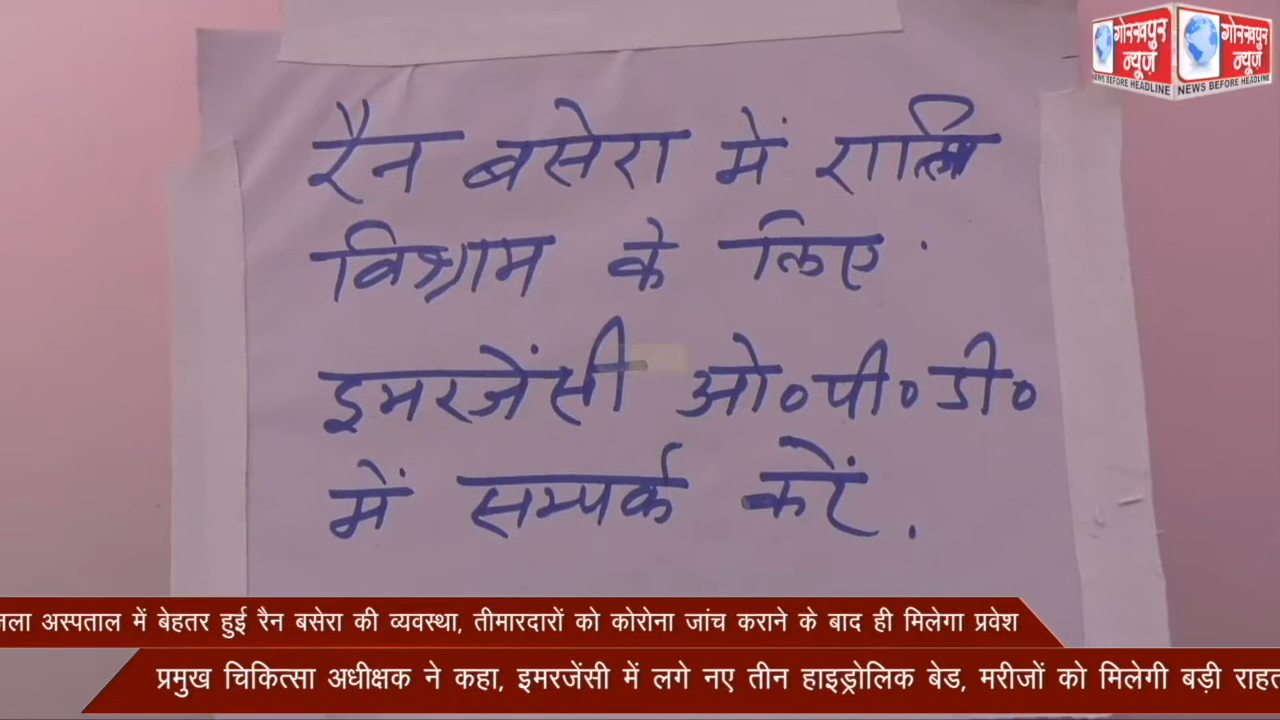 गोरखपुर न्यूज़
NEWS BEFORE HEADLINE
गोरखपुर न्यूज़
NEWS BEFORE HEADLINE
रैन बसेरा में रात्रि
विश्राम के लिए
इमरजेंसी ओ०पी०डी०
में सम्पर्क करें.
अस्पताल में बेहतर हुई रैन बसेरा की व्यवस्था, तीमारदारों को कोरोना जांच कराने के बाद ही मिलेगा प्रवेश
प्रमुख चिकित्सा अधीक्षक ने कहा, इमरजेंसी में लगे नए तीन हाइड्रोलिक बेड, मरीजों को मिलेगी बड़ी राहत